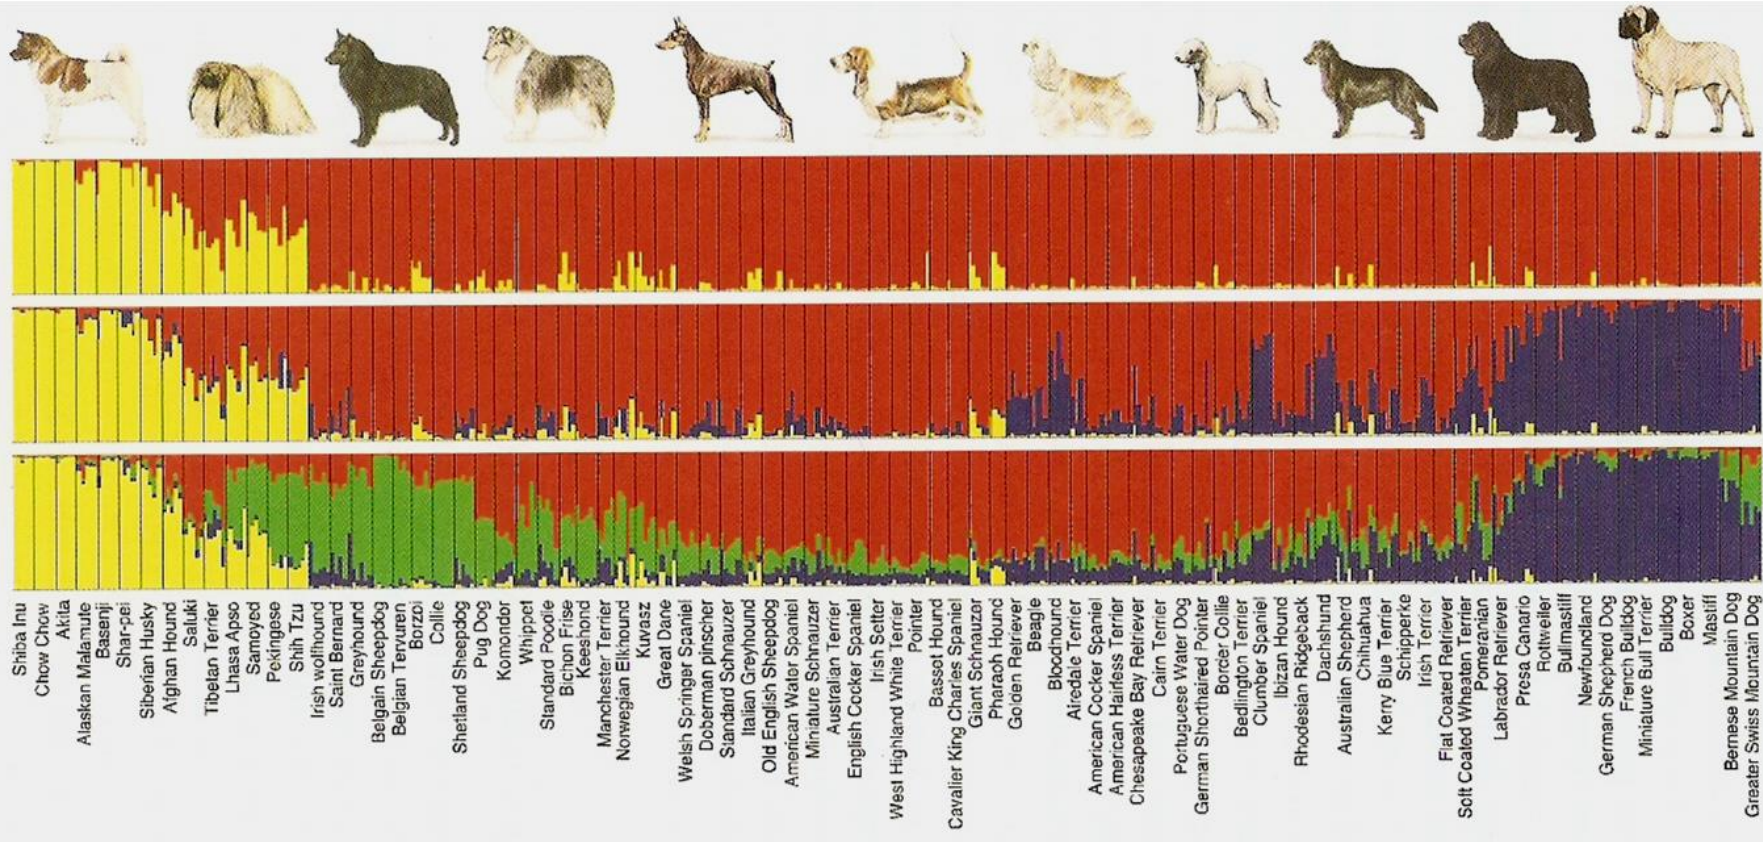 Shiba Inu
Chow Chow
Akita
Alaskan Malamute
Basenji
Shar-pei
Siberian Husky
Afghan Hound
Saluki
Tibetan Terrier
Lhasa Apso
Samoyed
Pekingese
Shih Tzu
Irish wolfhound
Saint Bernard
Greyhound
Belgain Sheepdog
Belgian Tervuren
Borzoi
Collie
Shetland Sheepdog
Pug Dog
Komondor
Whippet
Standard Poodle
Bichon Frise
Keeshond
Manchester Terrier
Norwegian Elkhound
Kuvasz
Great Dane
Welsh Springer Spaniel
Doberman pinscher
Standard Schnauzer
Italian Greyhound
Old English Sheepdog
American Water Spaniel
Miniature Schnauzer
Australian Terrier
English Cocker Spaniel
Irish Setter
West Highland White Terrier
Pointer
Basset Hound
Cavalier King Charles Spaniel
Giant Schnauzer
Pharaoh Hound
Golden Retriever
Beagle
Bloodhound
Airedale Terrier
American Cocker Spaniel
American Hairless Terrier
Chesapeake Bay Retriever
Cairn Terrier
Portuguese Water Dog
German Shorthaired Pointer
Border Collie
Bedlington Terrier
Clumber Spaniel
Ibizan Hound
Rhodesian Ridgeback
Dachshund
Australian Shepherd
Chihuahua
Kerry Blue Terrier
Schipperke
Irish Terrier
Flat Coated Retriever
Soft Coated Wheaten Terrier
Pomeranian
Labrador Retriever
Presa Canario
Rottweiler
Bullmastiff
Newfoundland
German Shepherd Dog
French Bulldog
Miniature Bull Terrier
Bulldog
Boxer
Mastiff
Bernese Mountain Dog
Greater Swiss Mountain Dog